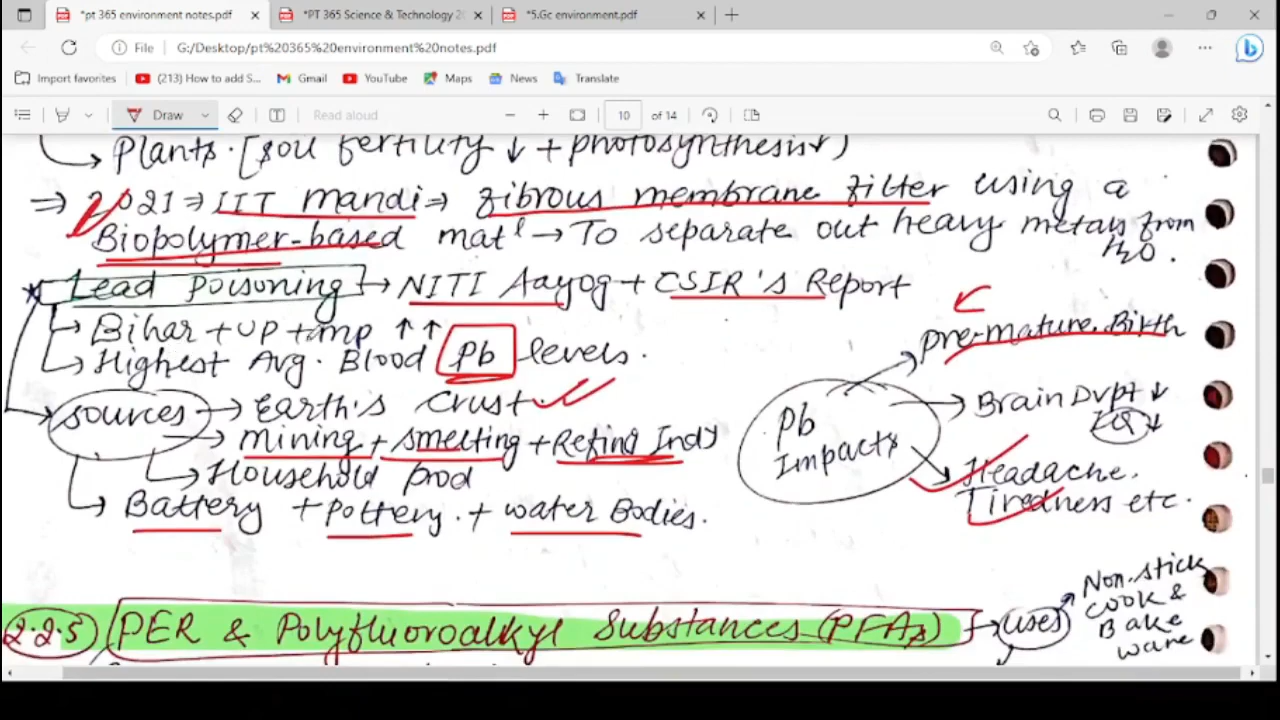 *pt 365 environment notes.pdf
*PT 365 Science & Technology 20
*5.Gc environment.pdf
File
G:/Desktop/pt%20365%20environment%20notes.pdf
Import favorites
(213) How to add S...
Gmail
YouTube
Maps
News
Translate
Draw
Read aloud
10 of 14
Plants. [soil fertility ↓ + photosynthesis↓)
⇒ 2021 ⇒ IIT mandi ⇒ fibrous membrane filter using a
Biopolymer-based matl → To separate out heavy metals from
H2O.
Lead Poisoning → NITI Aayog + CSIR's Report
Bihar + UP + mp ↑↑
Highest Avg. Blood Pb levels.
sources → Earth's crust.
→ mining + smelting + Refing Indy
→ Household prod
→ Battery + Pottery. + water Bodies.
Pb
Impacts
Pre-mature. Birth
Brain Dvpt ↓
IQ ↓
Headache.
Tiredness etc.
2.2.5 PER & Polyfluoroalkyl Substances (PFAs) → uses
Non-stick
cook &
Bake
ware